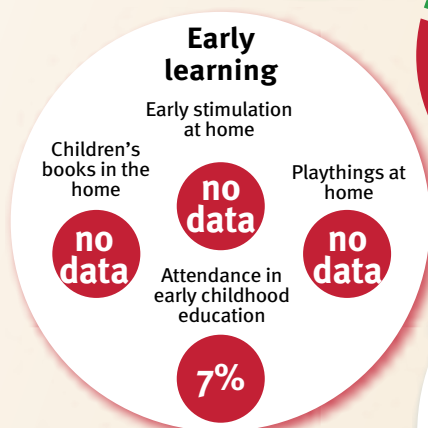 Early
learning
Early stimulation
at home
no
data
Children's
books in the
home
no
data
Playthings at
home
no
data
Attendance in
early childhood
education
7%